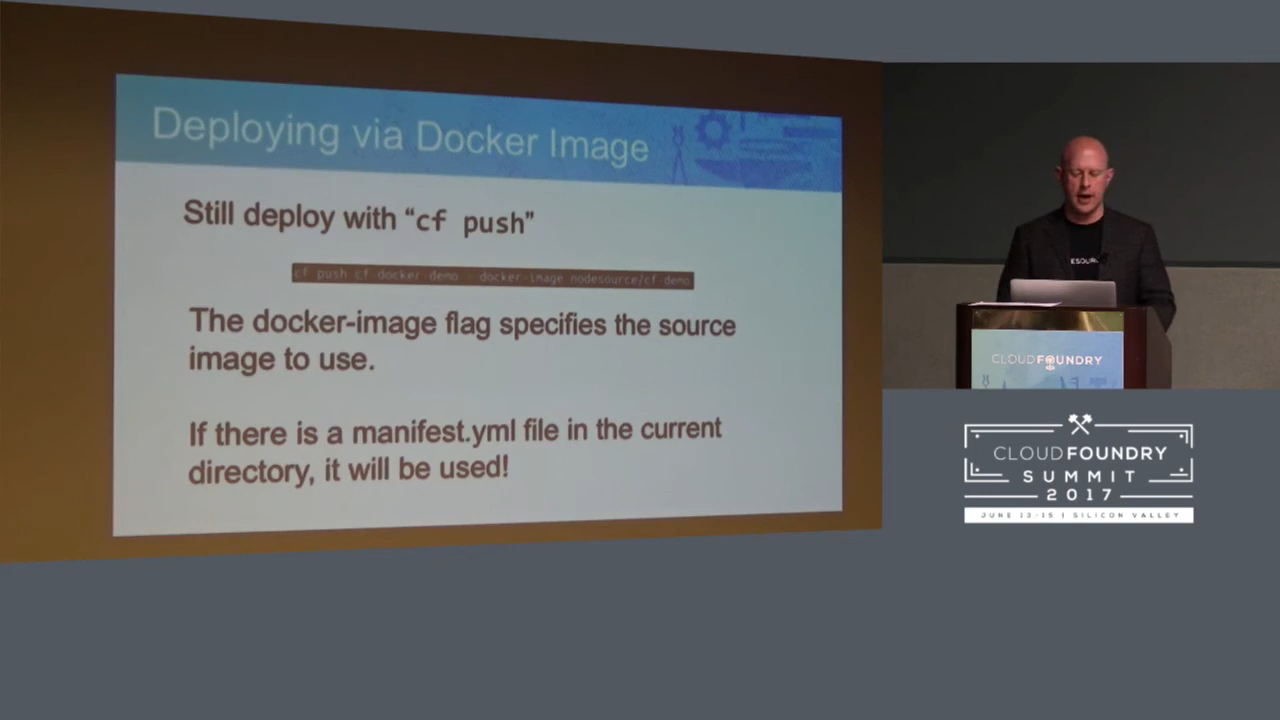 Deploying via Docker Image
Still deploy with “cf push”
cf push cf-docker-demo --docker-image nodesource/cf-demo
The docker-image flag specifies the source
image to use.
If there is a manifest.yml file in the current
directory, it will be used!
ESOUR
CLOUDFOUNDRY
CLOUDFOUNDRY
SUMMIT
2017
JUNE 13-15 | SILICON VALLEY